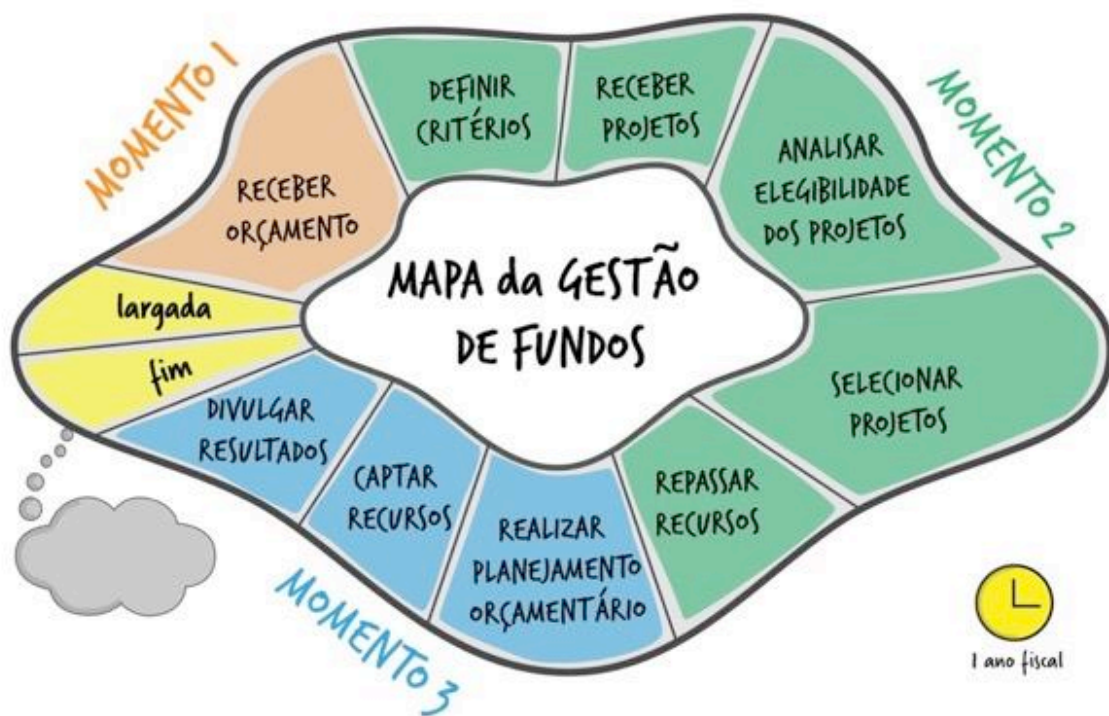 MOMENTO 1
largada
RECEBER
ORÇAMENTO
DEFINIR
CRITÉRIOS
RECEBER
PROJETOS
ANALISAR
ELEGIBILIDADE
DOS PROJETOS
MOMENTO 2
SELECIONAR
PROJETOS
REPASSAR
RECURSOS
REALIZAR
PLANEJAMENTO
ORÇAMENTÁRIO
CAPTAR
RECURSOS
DIVULGAR
RESULTADOS
MOMENTO 3
fim
MAPA da GESTÃO
DE FUNDOS
1 ano fiscal